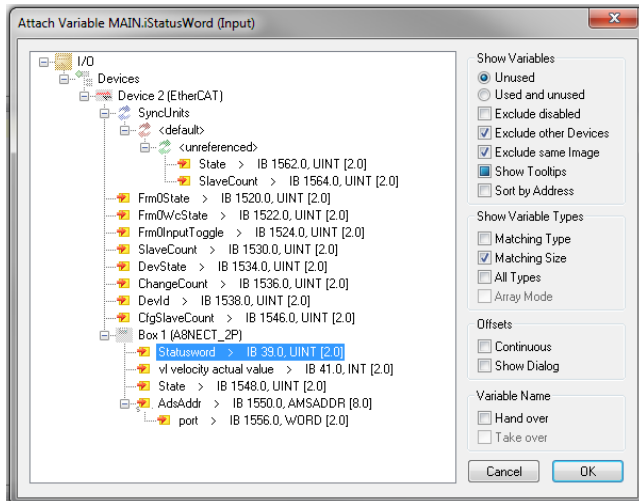 Attach Variable MAIN.iStatusWord (Input)
I/O
Devices
Device 2 (EtherCAT)
SyncUnits
<default>
<unreferenced>
State > IB 1562.0, UINT [2.0]
SlaveCount > IB 1564.0, UINT [2.0]
Frm0State > IB 1520.0, UINT [2.0]
Frm0WcState > IB 1522.0, UINT [2.0]
Frm0InputToggle > IB 1524.0, UINT [2.0]
SlaveCount > IB 1530.0, UINT [2.0]
DevState > IB 1534.0, UINT [2.0]
ChangeCount > IB 1536.0, UINT [2.0]
DevId > IB 1538.0, UINT [2.0]
CfgSlaveCount > IB 1546.0, UINT [2.0]
Box 1 (A8NECT_2P)
Statusword > IB 39.0, UINT [2.0]
vl velocity actual value > IB 41.0, INT [2.0]
State > IB 1548.0, UINT [2.0]
AdsAddr > IB 1550.0, AMSADDR [8.0]
port > IB 1556.0, WORD [2.0]
Show Variables
Unused
Used and unused
Exclude disabled
Exclude other Devices
Exclude same Image
Show Tooltips
Sort by Address
Show Variable Types
Matching Type
Matching Size
All Types
Array Mode
Offsets
Continuous
Show Dialog
Variable Name
Hand over
Take over
Cancel
OK